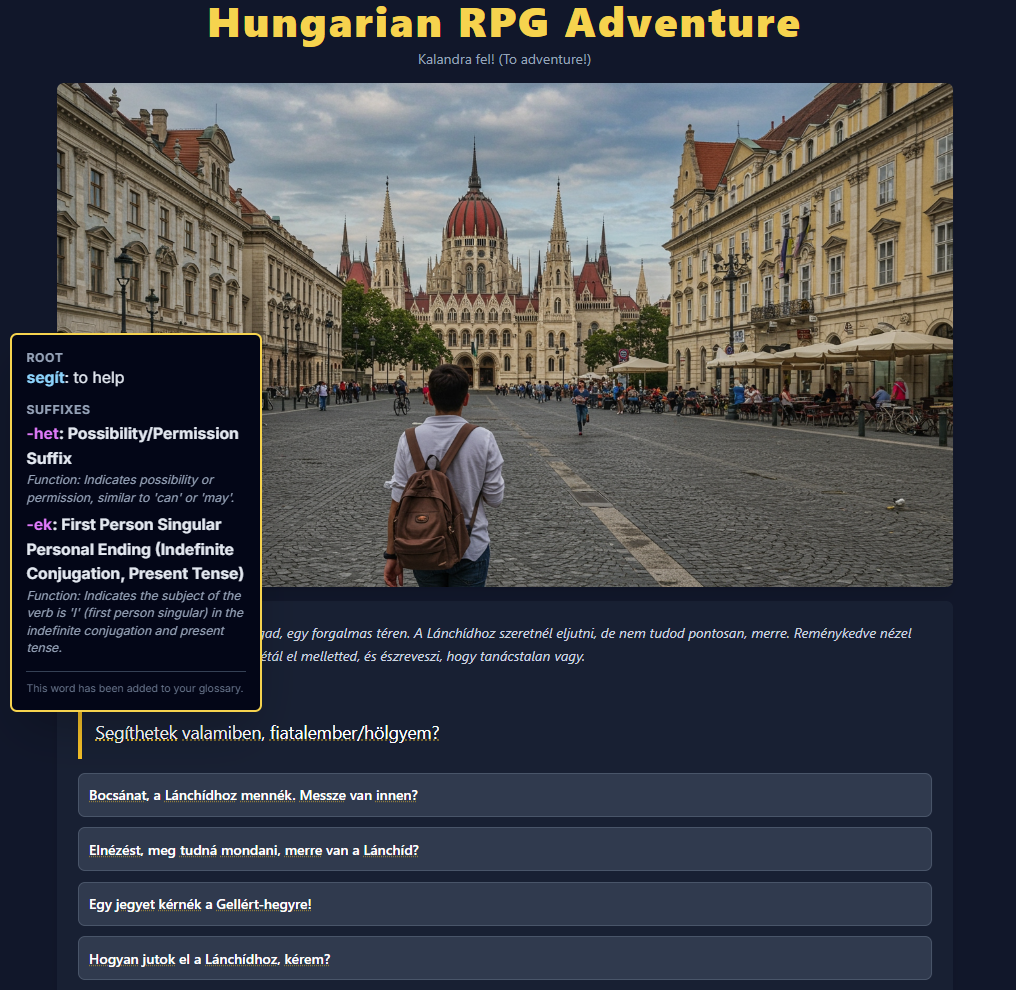 Hungarian RPG Adventure
Kalandra fel! (To adventure!)
ROOT
segít: to help
SUFFIXES
-het: Possibility/Permission
Suffix
Function: Indicates possibility or
permission, similar to 'can' or 'may'.
-ek: First Person Singular
Personal Ending (Indefinite
Conjugation, Present Tense)
Function: Indicates the subject of the
verb is 'I' (first person singular) in the
indefinite conjugation and present
tense.
This word has been added to your glossary.
egy forgalmas téren. A Lánchídhoz szeretnél eljutni, de nem tudod pontosan, merre. Reménykedve nézel
el melletted, és észreveszi, hogy tanácstalan vagy.
Segíthetek valamiben, fiatalember/hölgyem?
Bocsánat, a Lánchídhoz mennék. Messze van innen?
Elnézést, meg tudná mondani, merre van a Lánchíd?
Egy jegyet kérnék a Gellért-hegyre!
Hogyan jutok el a Lánchídhoz, kérem?